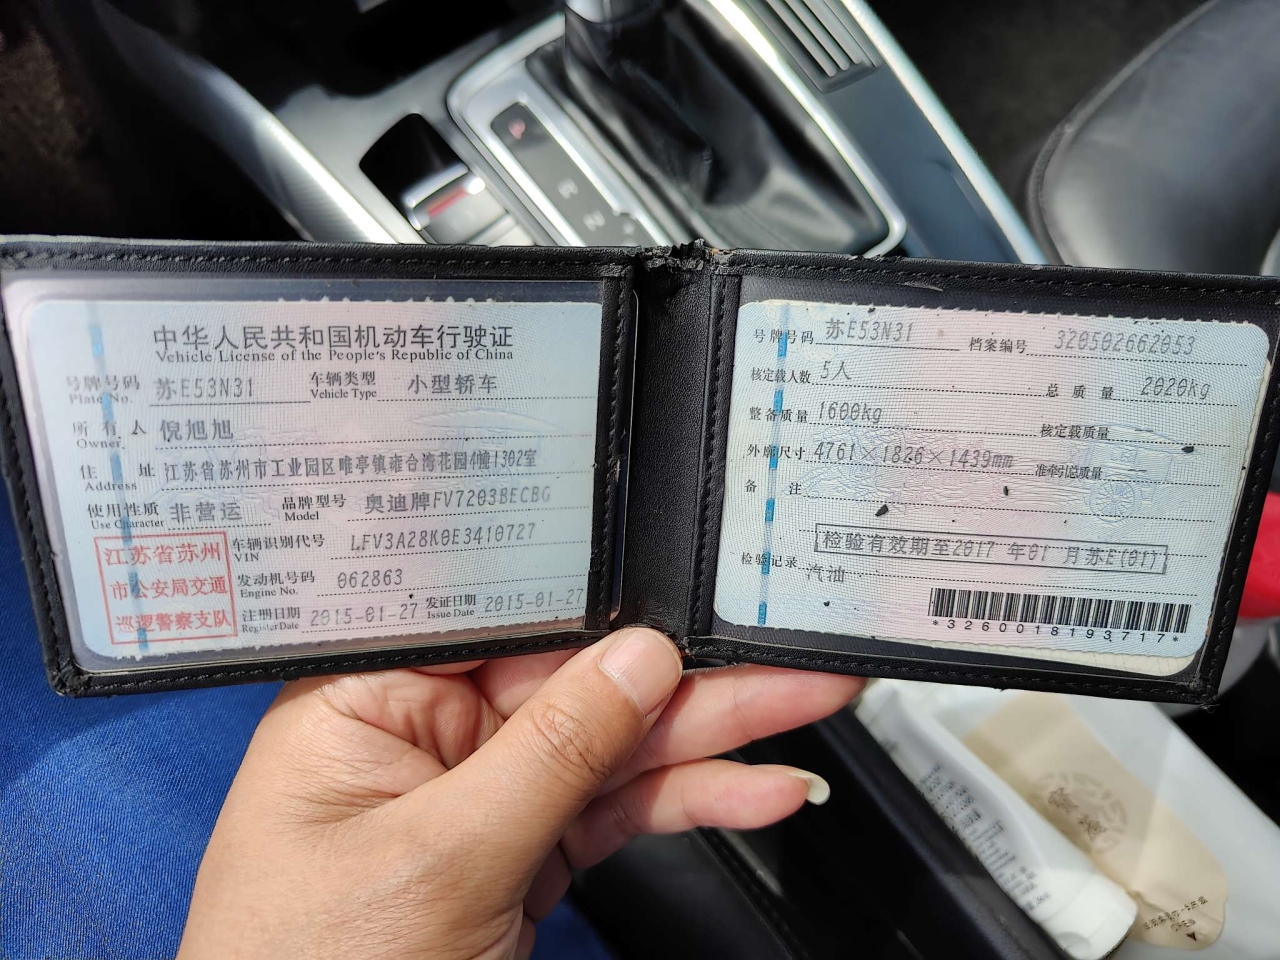 中华人民共和国机动车行驶证
Vehicle License of the People's Republic of China
号牌号码 苏E53N31 车辆类型 小型轿车
Plate No. Vehicle Type
所有人 倪旭旭
Owner
住址 江苏省苏州市工业园区唯亭镇雍合湾花园4幢1302室
Address
使用性质 非营运 品牌型号 奥迪牌FV7203BECBG
Use Character Model
江苏省苏州
市公安局交通
巡逻警察支队
车辆识别代号 LFV3A28K0E3410727
VIN
发动机号码 062863
Engine No.
注册日期 2015-01-27 发证日期 2015-01-27
Register Date Issue Date
号牌号码 苏E53N31 档案编号 320502662053
核定载人数 5人 总质量 2020kg
整备质量 1600kg 核定载质量 --
外廓尺寸 4761×1826×1439mm 准牵引总质量 --
备注
检验有效期至2017年01月苏E(01)
检验记录
汽油
*3260018193717*
P
R
N